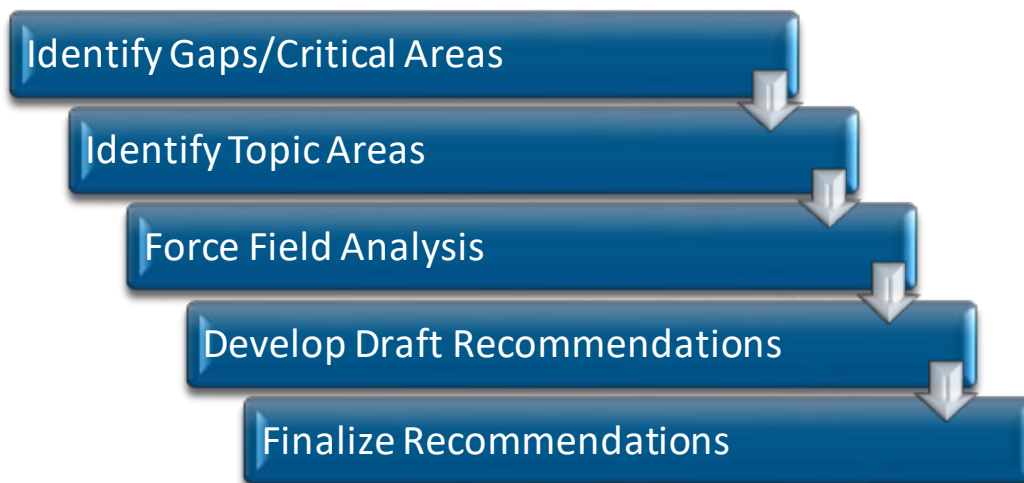 Identify Gaps/Critical Areas
Identify Topic Areas
Force Field Analysis
Develop Draft Recommendations
Finalize Recommendations